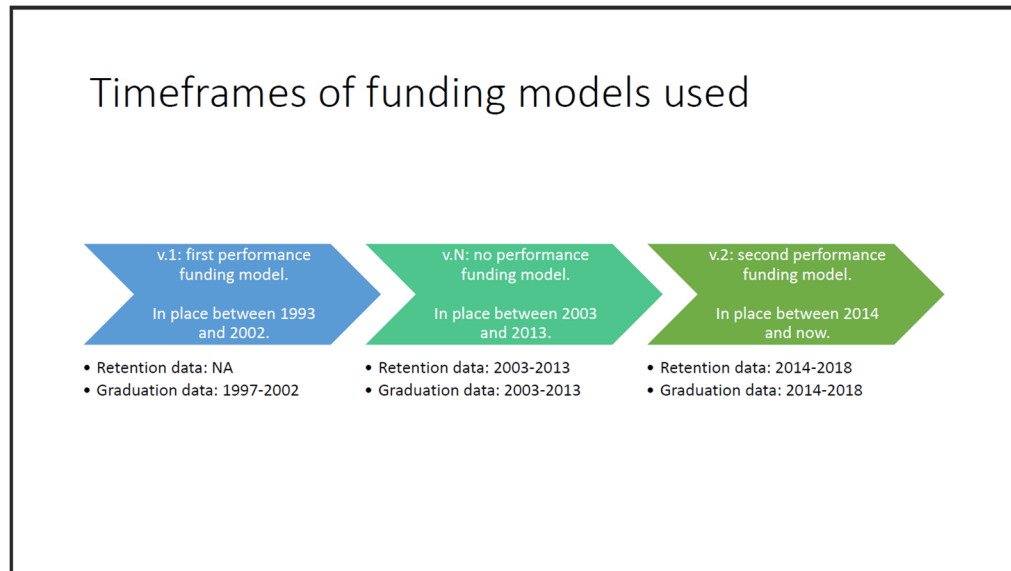 Timeframes of funding models used
v.1: first performance
funding model.
In place between 1993
and 2002.
• Retention data: NA
• Graduation data: 1997-2002
v.N: no performance
funding model.
In place between 2003
and 2013.
• Retention data: 2003-2013
• Graduation data: 2003-2013
v.2: second performance
funding model.
In place between 2014
and now.
• Retention data: 2014-2018
• Graduation data: 2014-2018